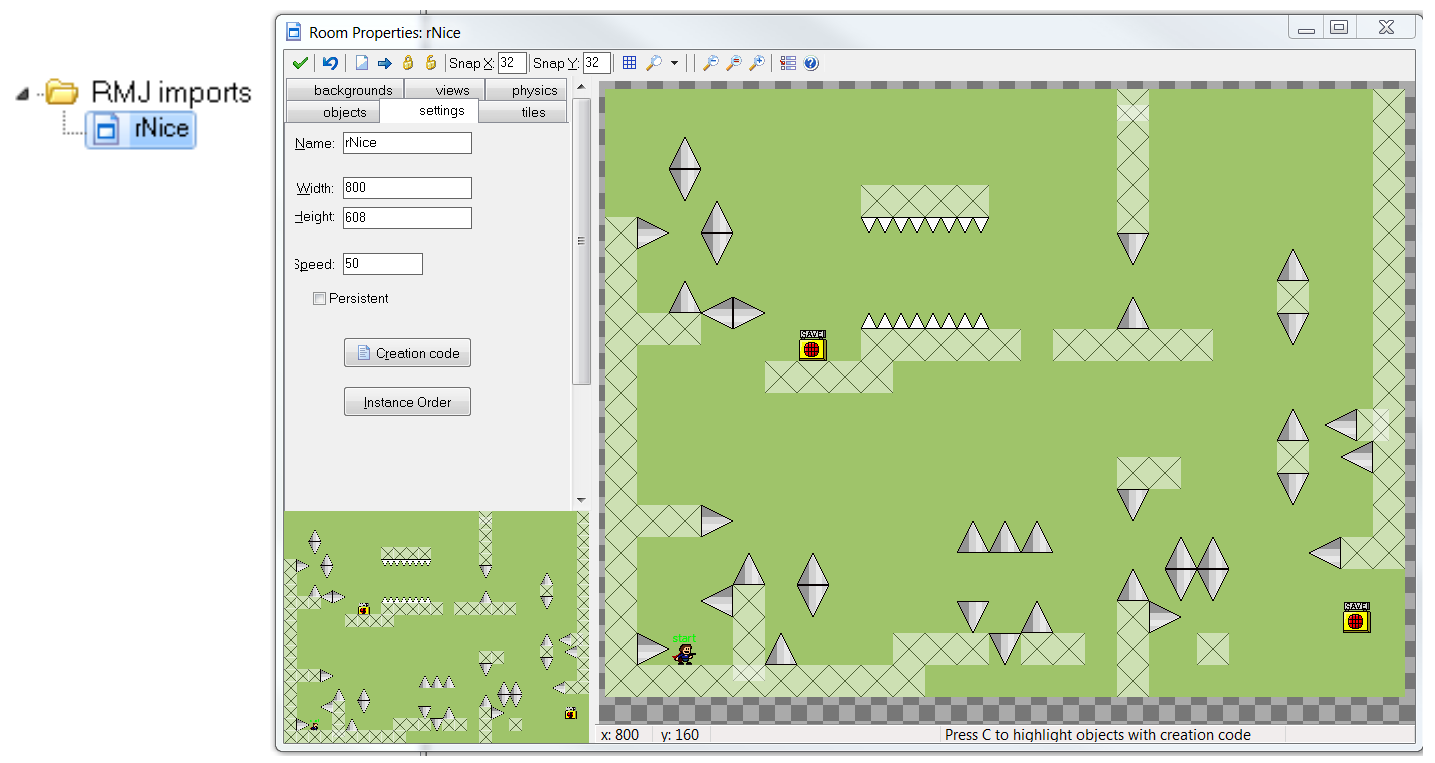 RMJ imports
rNice
Room Properties: rNice
Snap X: 32 Snap Y: 32
backgrounds views physics
objects settings tiles
Name: rNice
Width: 800
Height: 608
Speed: 50
Persistent
Creation code
Instance Order
SAVE!
SAVE!
start
x: 800 y: 160 Press C to highlight objects with creation code